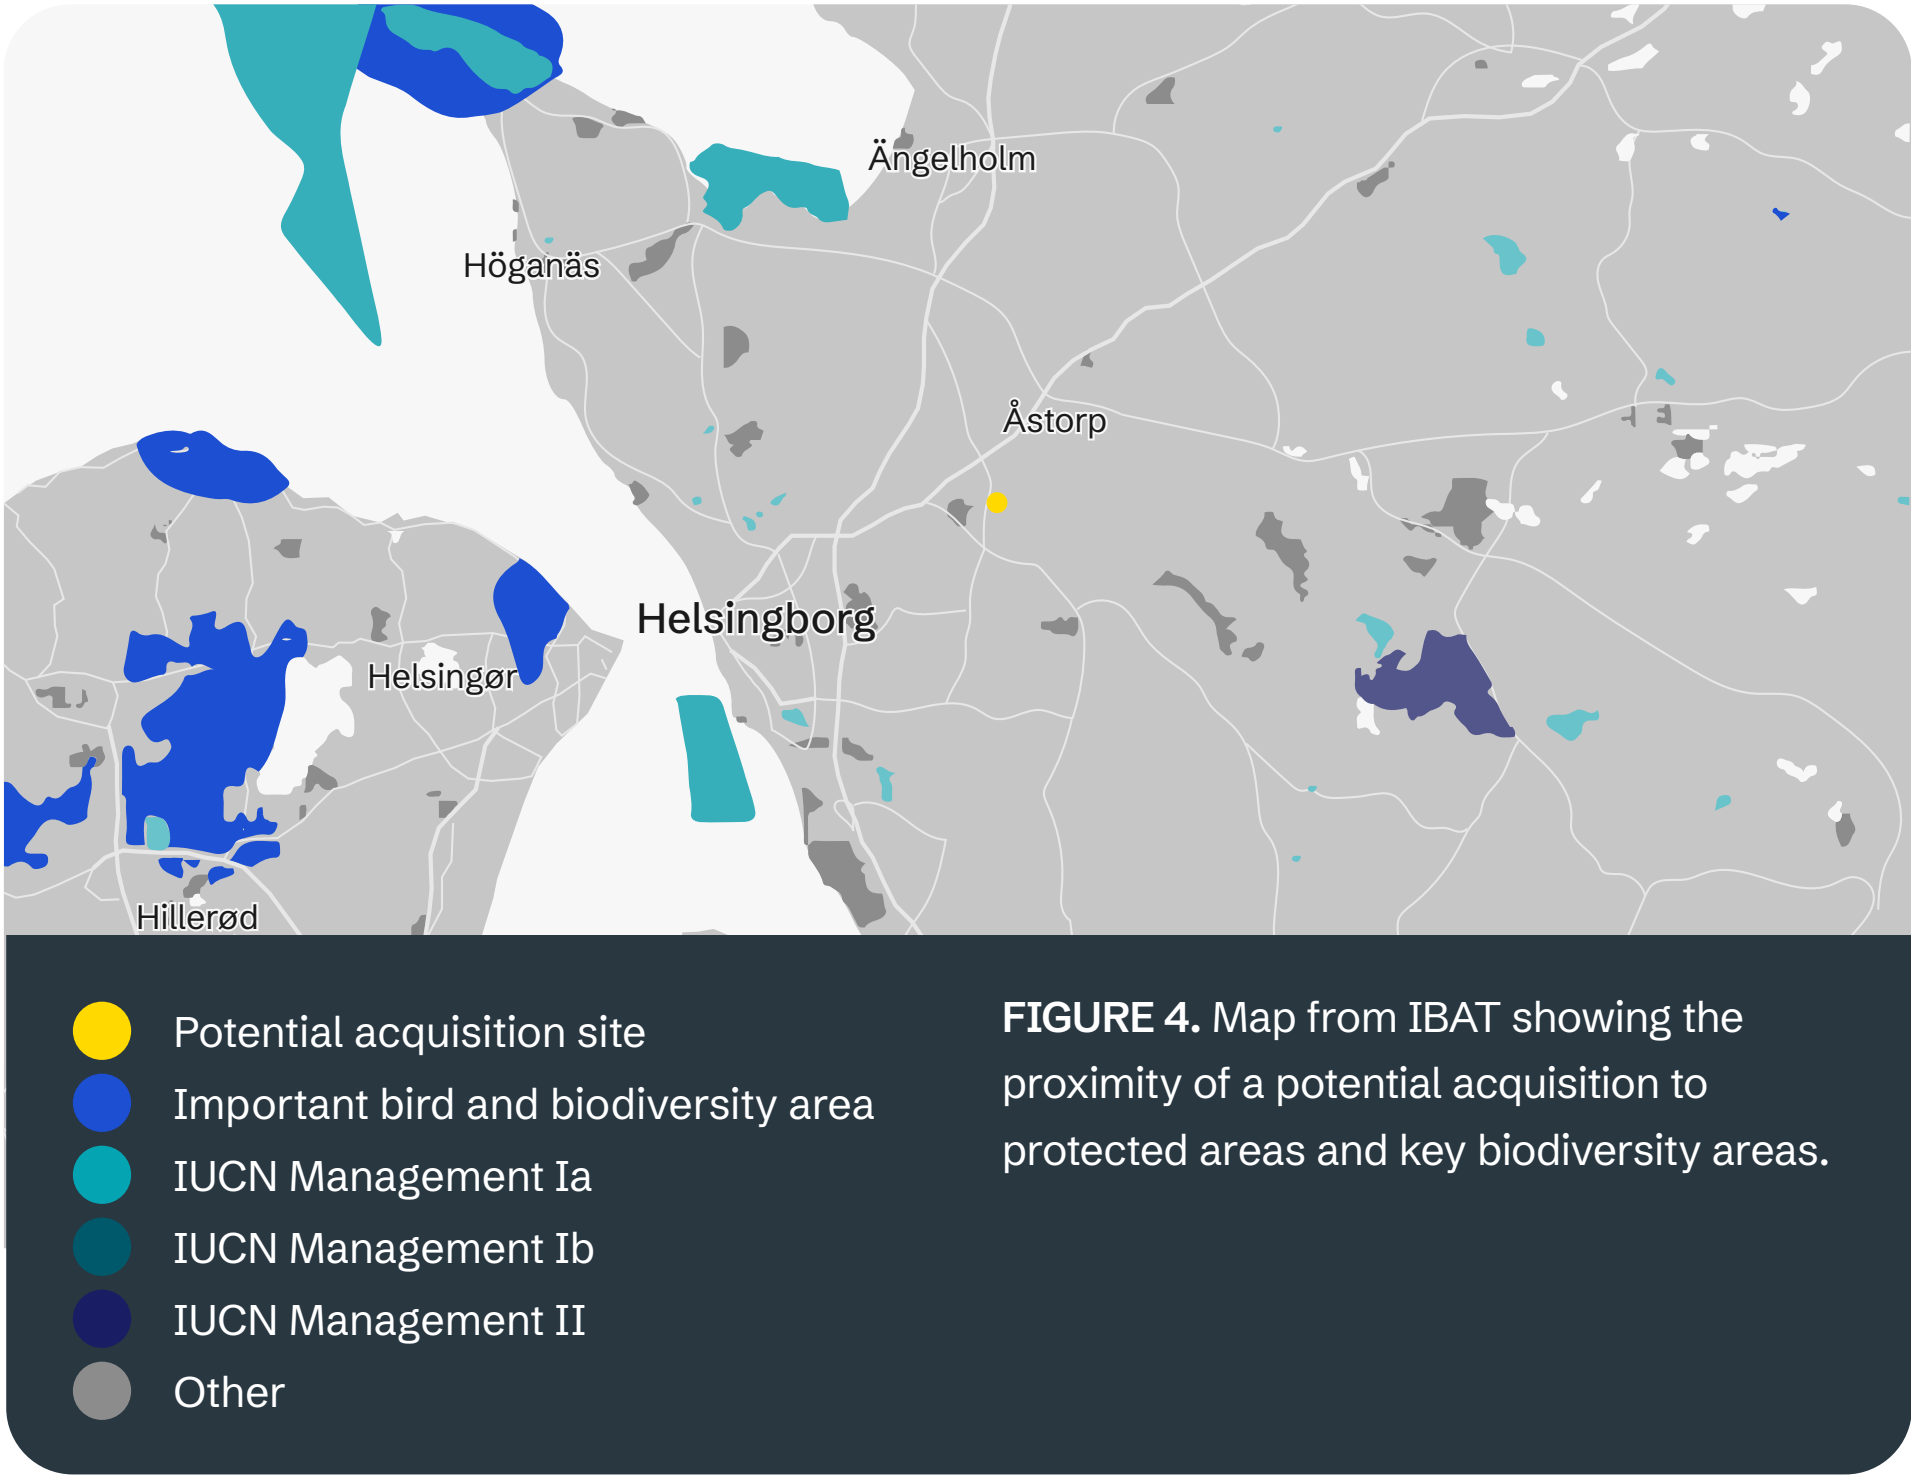 Ängelholm
Höganäs
Åstorp
Helsingborg
Helsingør
Hillerød
Potential acquisition site
Important bird and biodiversity area
IUCN Management Ia
IUCN Management Ib
IUCN Management II
Other
FIGURE 4. Map from IBAT showing the
proximity of a potential acquisition to
protected areas and key biodiversity areas.